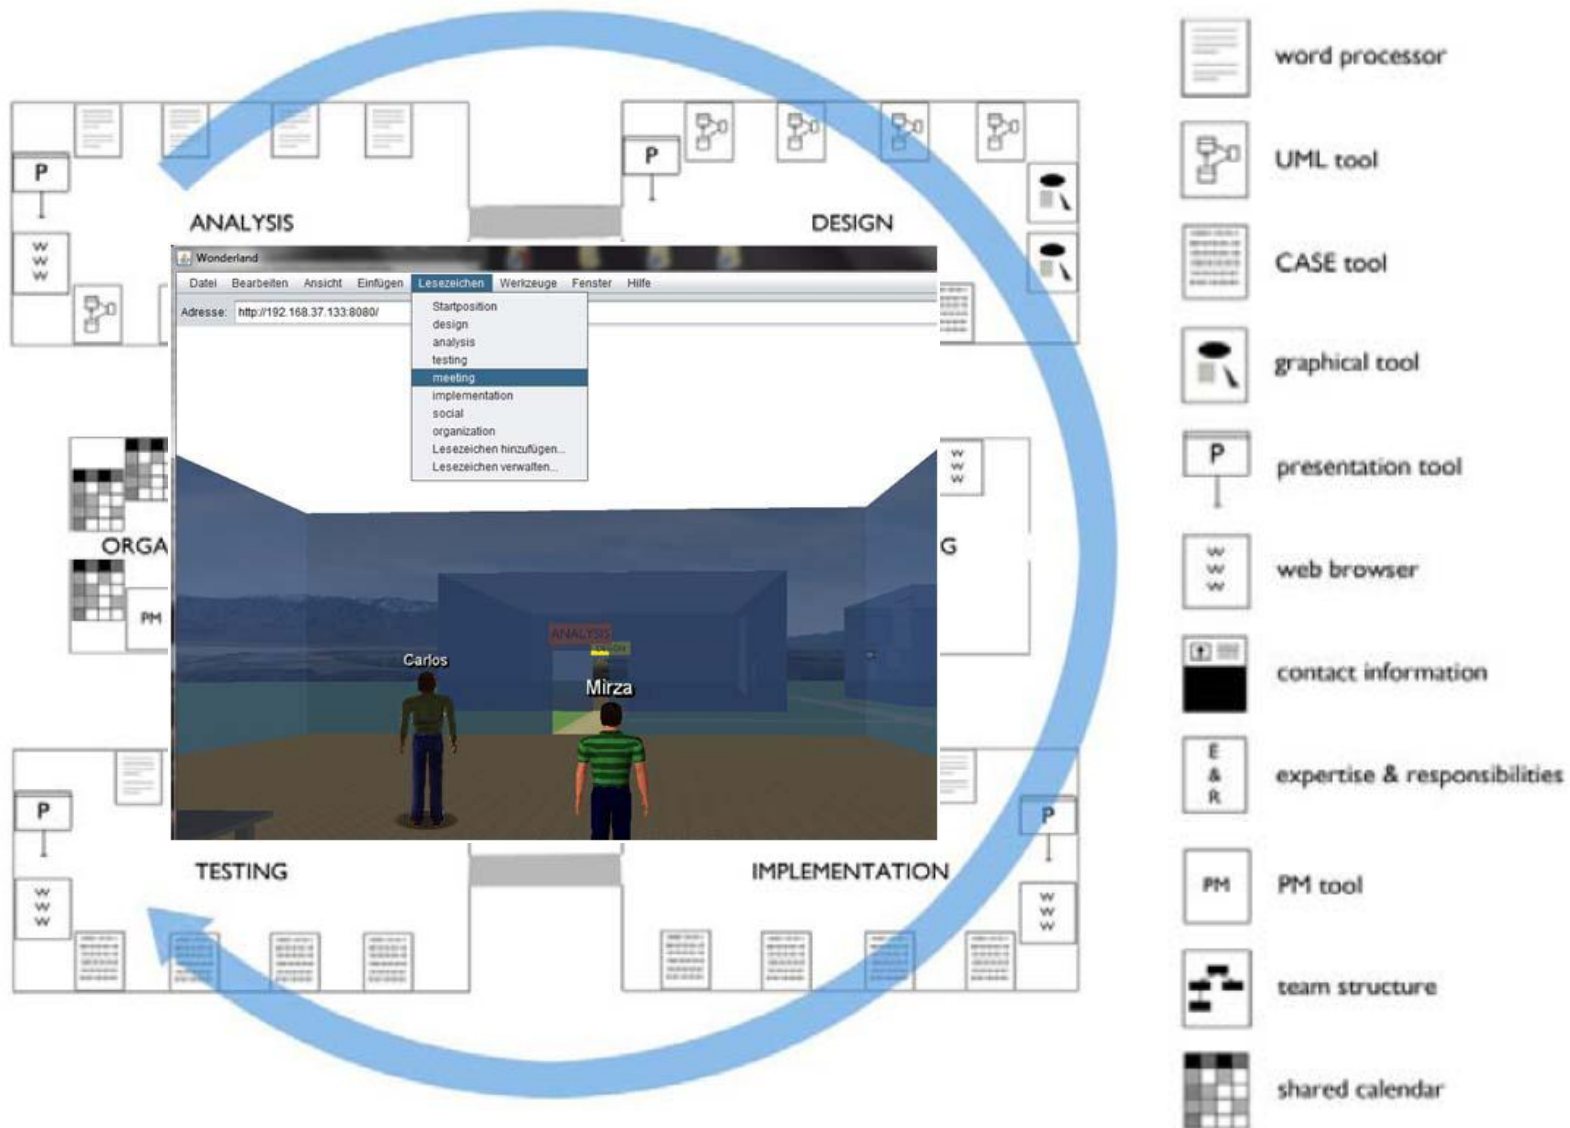 P
ANALYSIS
W
W
W
P
DESIGN
Wonderland
Datei Bearbeiten Ansicht Einfügen Lesezeichen Werkzeuge Fenster Hilfe
Adresse: http://192.168.37.133:8080/
Startposition
design
analysis
testing
meeting
implementation
social
organization
Lesezeichen hinzufügen...
Lesezeichen verwalten...
ORGA
PM
W
W
W
G
ANALYSIS
Carlos
Mirza
P
TESTING
W
W
W
P
IMPLEMENTATION
W
W
W
word processor
UML tool
CASE tool
graphical tool
P
presentation tool
W
W
W
web browser
contact information
E
&
R
expertise & responsibilities
PM
PM tool
team structure
shared calendar